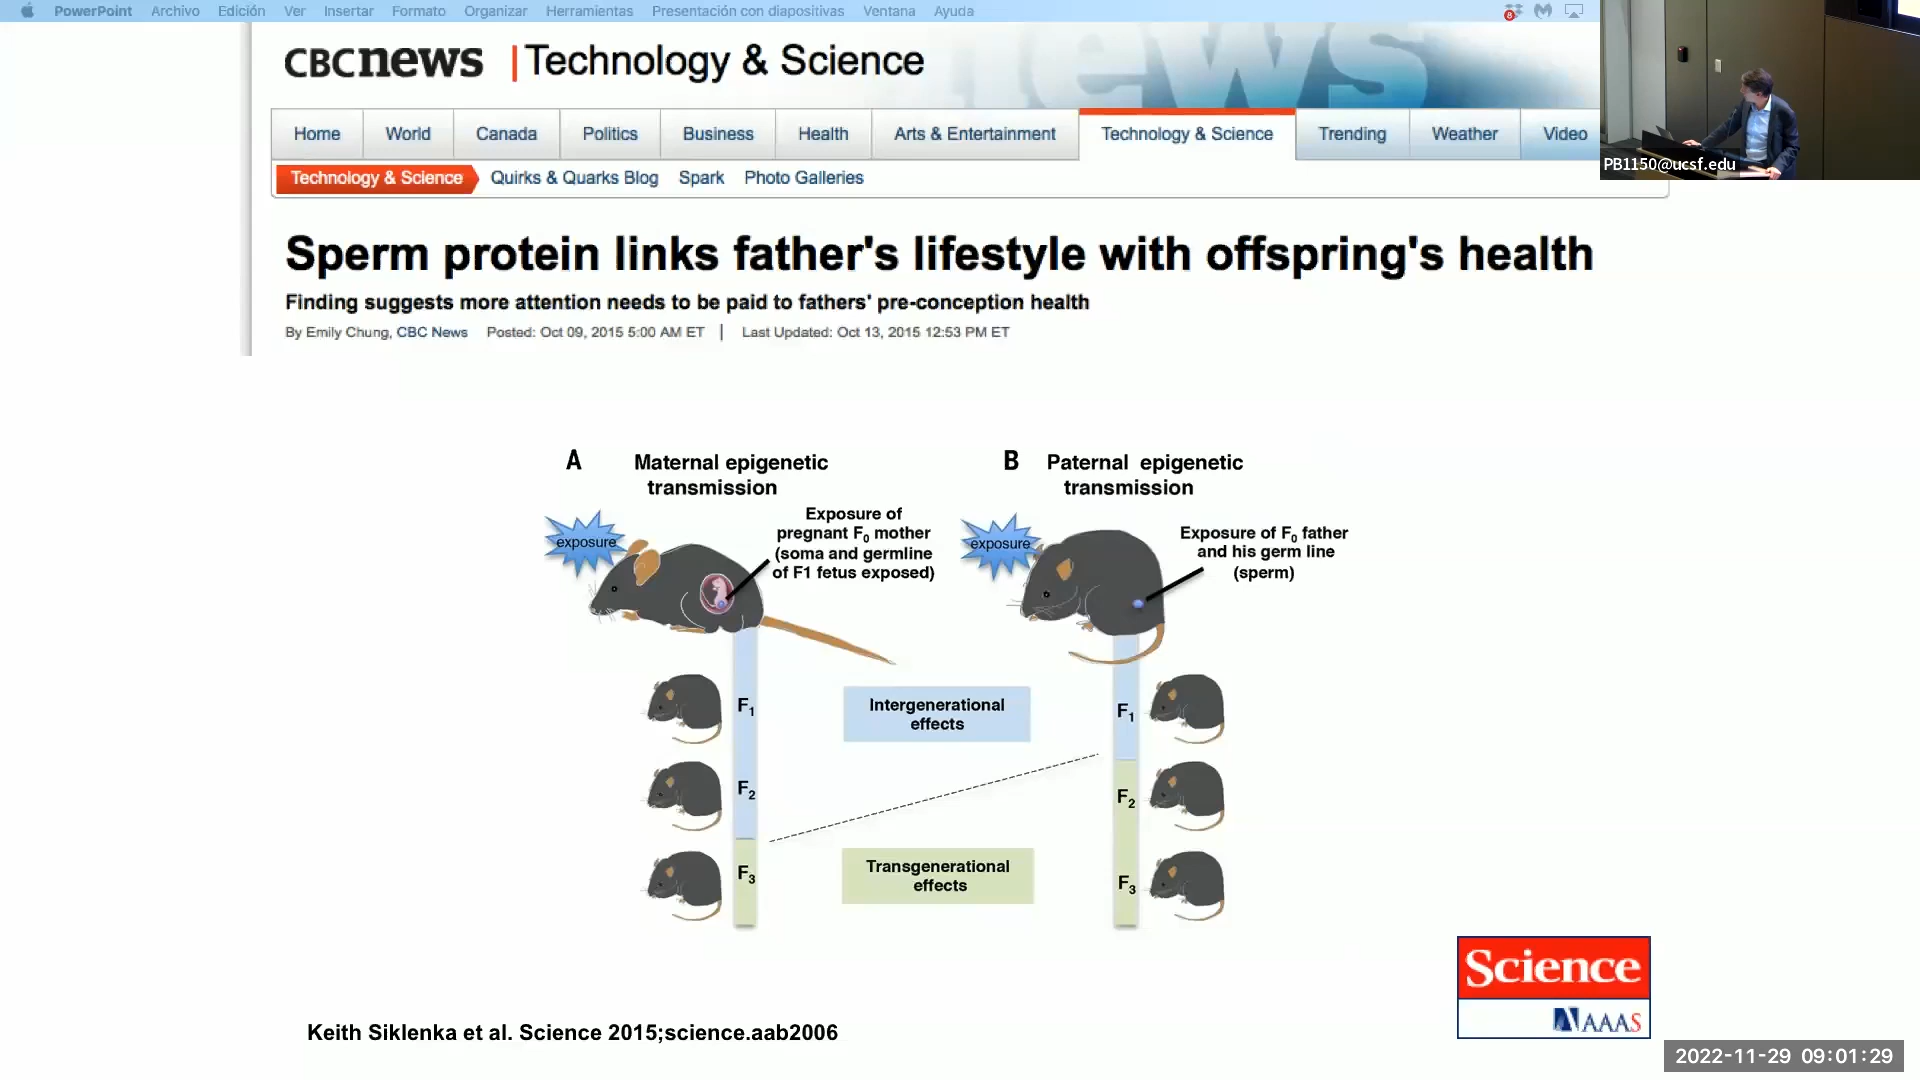 PowerPoint Archivo Edición Ver Insertar Formato Organizar Herramientas Presentación con diapositivas Ventana Ayuda
8
CBCnews | Technology & Science
news
Home World Canada Politics Business Health Arts & Entertainment Technology & Science Trending Weather Video
Technology & Science Quirks & Quarks Blog Spark Photo Galleries
PB1150@ucsf.edu
Sperm protein links father's lifestyle with offspring's health
Finding suggests more attention needs to be paid to fathers' pre-conception health
By Emily Chung, CBC News Posted: Oct 09, 2015 5:00 AM ET | Last Updated: Oct 13, 2015 12:53 PM ET
A Maternal epigenetic
transmission
exposure
Exposure of
pregnant F0 mother
(soma and germline
of F1 fetus exposed)
B Paternal epigenetic
transmission
exposure
Exposure of F0 father
and his germ line
(sperm)
F1
Intergenerational
effects
F1
F2
F2
F3
Transgenerational
effects
F3
Science
AAAS
Keith Siklenka et al. Science 2015;science.aab2006
2022-11-29 09:01:29